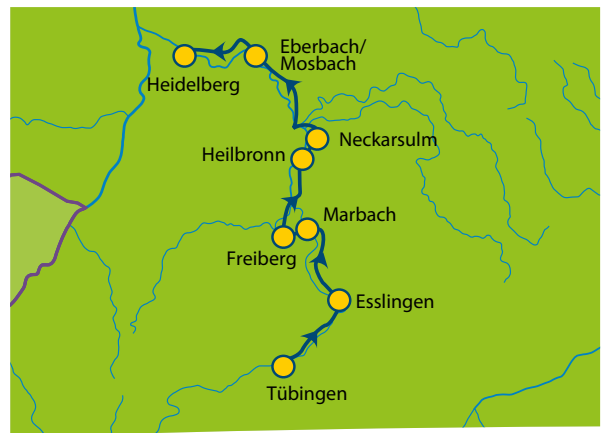 Eberbach/
Mosbach
Heidelberg
Neckarsulm
Heilbronn
Marbach
Freiberg
Esslingen
Tübingen